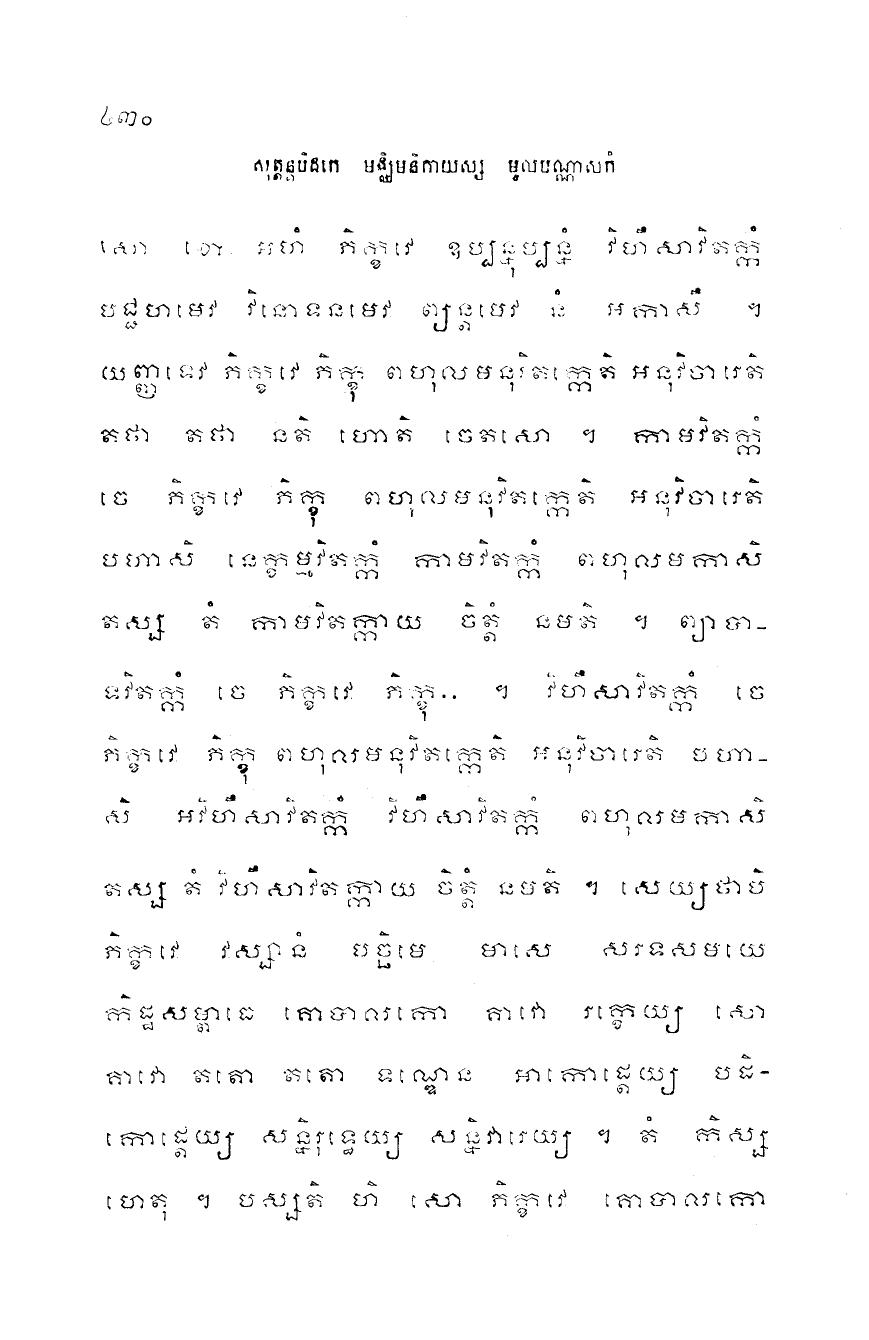 ៤៣០
សុត្តន្តបិដកេ មជ្ឈិមនិកាយស្ស មូលបណ្ណាសកំ
សោ ខោ អហំ ភិក្ខវេ ឧប្បន្នុប្បន្នំ វិហឹសាវិតក្កំ
បជ្ជហាមេវ វិនោទនមេវ ព្យន្តមេវ នំ អកាសឹ ។
យញ្ញទេវ ភិក្ខវេ ភិក្ខុ ពហុលមនុវិតក្កេតិ អនុវិចារេតិ
តថា តថា នតិ ហោតិ ចេតសោ ។ កាមវិតក្កំ
ចេ ភិក្ខវេ ភិក្ខុ ពហុលមនុវិតក្កេតិ អនុវិចារេតិ
បហាសិ នេក្ខម្មវិតក្កំ កាមវិតក្កំ ពហុលមកាសិ
តស្ស តំ កាមវិតក្កាយ ចិត្តំ នមតិ ។ ព្យាបា-
ទវិតក្កំ ចេ ភិក្ខវេ ភិក្ខុ.. ។ វិហឹសាវិតក្កំ ចេ
ភិក្ខវេ ភិក្ខុ ពហុលមនុវិតក្កេតិ អនុវិចារេតិ បហា-
សិ អវិហឹសាវិតក្កំ វិហឹសាវិតក្កំ ពហុលមកាសិ
តស្ស តំ វិហឹសាវិតក្កាយ ចិត្តំ នមតិ ។ សេយ្យថាបិ
ភិក្ខវេ វស្សានំ បច្ឆិមេ មាសេ សរទសមយេ
កិដ្ឋសម្ពាធេ គោបាលកោ គាវោ រក្ខេយ្យ សោ
គាវោ តតោ តតោ ទណ្ឌេន អាកោដ្តេយ្យ បដិ-
កោដ្តេយ្យ សន្និរុទ្ធេយ្យ សន្និវារេយ្យ ។ តំ កិស្ស
ហេតុ ។ បស្សតិ ហិ សោ ភិក្ខវេ គោបាលកោ